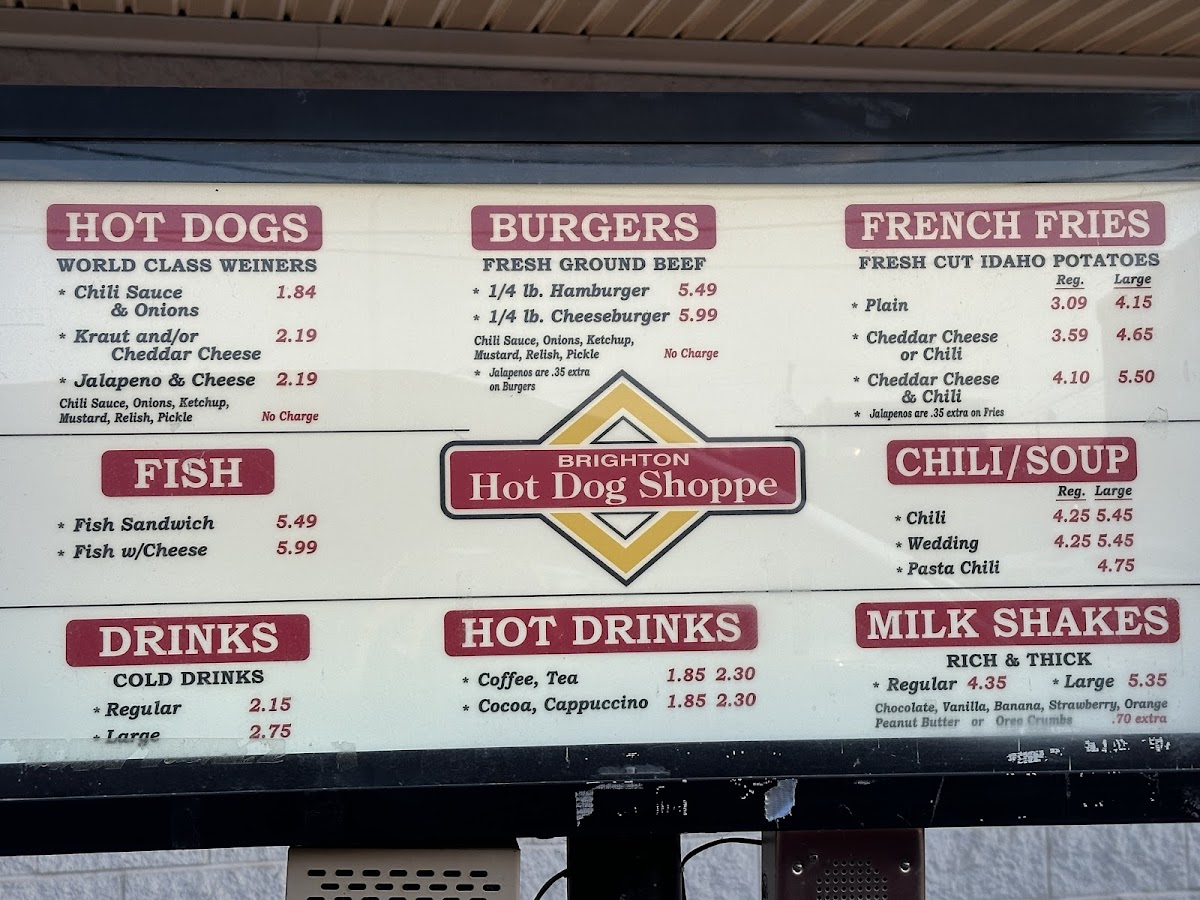 HOT DOGS
WORLD CLASS WEINERS
* Chili Sauce 1.84
& Onions
* Kraut and/or 2.19
Cheddar Cheese
* Jalapeno & Cheese 2.19
Chili Sauce, Onions, Ketchup,
Mustard, Relish, Pickle No Charge
BURGERS
FRESH GROUND BEEF
* 1/4 lb. Hamburger 5.49
* 1/4 lb. Cheeseburger 5.99
Chili Sauce, Onions, Ketchup,
Mustard, Relish, Pickle No Charge
* Jalapenos are .35 extra
on Burgers
FRENCH FRIES
FRESH CUT IDAHO POTATOES
Reg. Large
* Plain 3.09 4.15
* Cheddar Cheese 3.59 4.65
or Chili
* Cheddar Cheese 4.10 5.50
& Chili
* Jalapenos are .35 extra on Fries
FISH
* Fish Sandwich 5.49
* Fish w/Cheese 5.99
BRIGHTON
Hot Dog Shoppe
CHILI/SOUP
Reg. Large
* Chili 4.25 5.45
* Wedding 4.25 5.45
* Pasta Chili 4.75
DRINKS
COLD DRINKS
* Regular 2.15
* Large 2.75
HOT DRINKS
* Coffee, Tea 1.85 2.30
* Cocoa, Cappuccino 1.85 2.30
MILK SHAKES
RICH & THICK
* Regular 4.35 * Large 5.35
Chocolate, Vanilla, Banana, Strawberry, Orange
Peanut Butter or Oreo Crumbs .70 extra